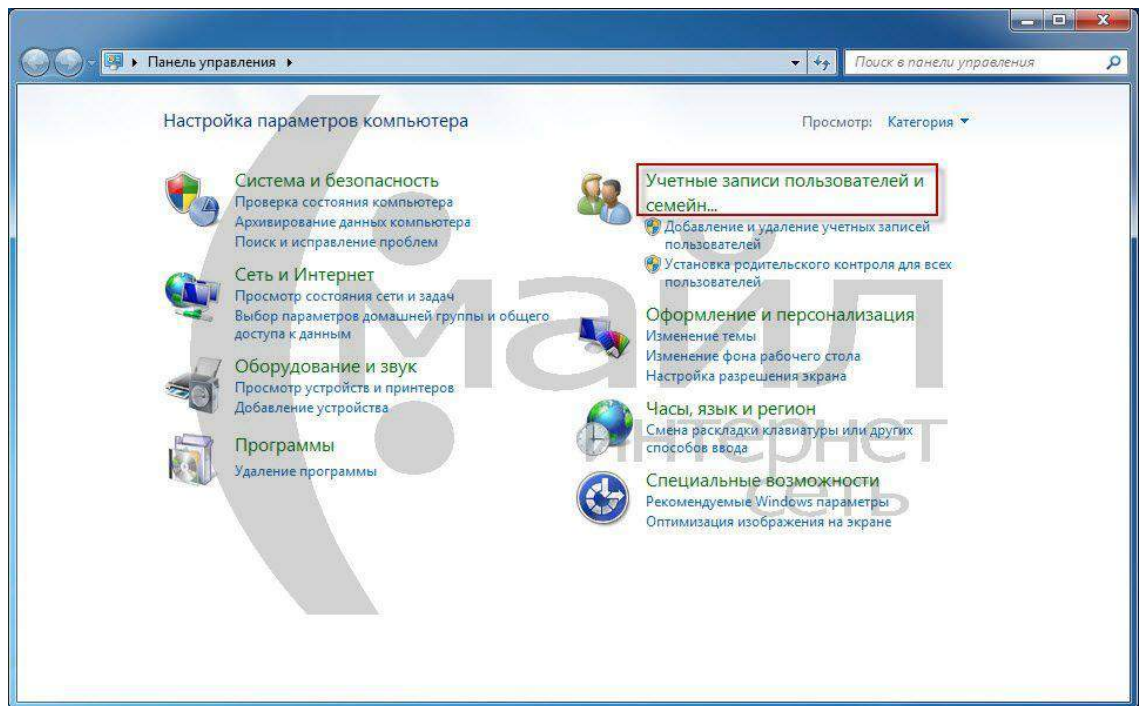 Панель управления
Поиск в панели управления
Настройка параметров компьютера
Просмотр: Категория
Система и безопасность
Проверка состояния компьютера
Архивирование данных компьютера
Поиск и исправление проблем
Сеть и Интернет
Просмотр состояния сети и задач
Выбор параметров домашней группы и общего
доступа к данным
Оборудование и звук
Просмотр устройств и принтеров
Добавление устройства
Программы
Удаление программы
Учетные записи пользователей и
семейн...
Добавление и удаление учетных записей
пользователей
Установка родительского контроля для всех
пользователей
Оформление и персонализация
Изменение темы
Изменение фона рабочего стола
Настройка разрешения экрана
Часы, язык и регион
Смена раскладки клавиатуры или других
способов ввода
Специальные возможности
Рекомендуемые Windows параметры
Оптимизация изображения на экране
(:майл
интернет
сеть